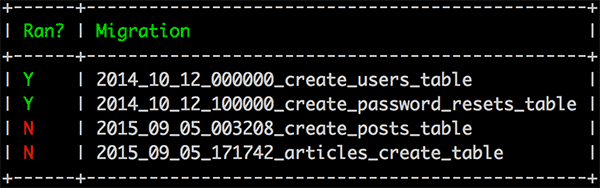 +------+------------------------------------------------+
| Ran? | Migration                                      |
+------+------------------------------------------------+
| Y    | 2014_10_12_000000_create_users_table           |
| Y    | 2014_10_12_100000_create_password_resets_table |
| N    | 2015_09_05_003208_create_posts_table           |
| N    | 2015_09_05_171742_articles_create_table        |
+------+------------------------------------------------+